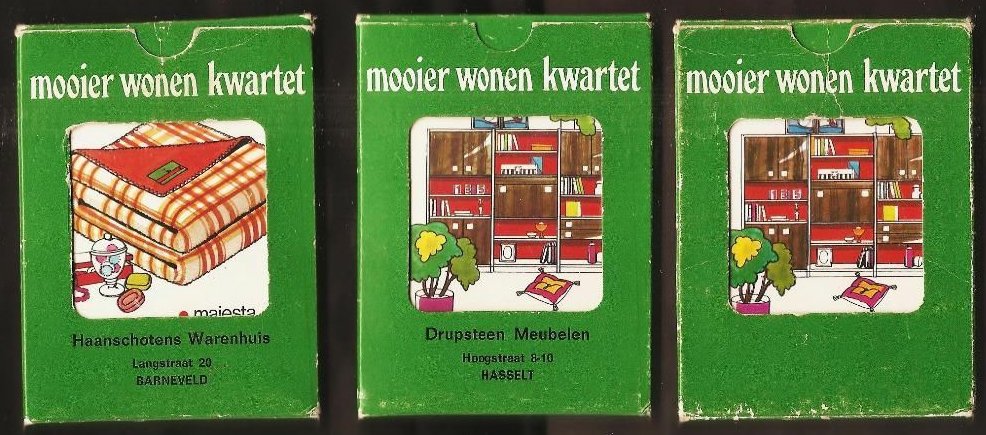 mooier wonen kwartet
majesta
Haanschotens Warenhuis
Langstraat 20
BARNEVELD
mooier wonen kwartet
Drupsteen Meubelen
Hoogstraat 8-10
HASSELT
mooier wonen kwartet